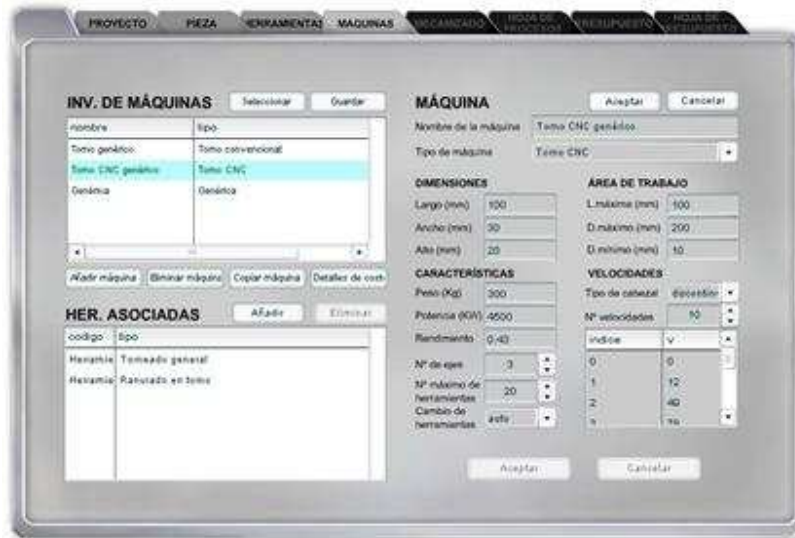 PROYECTO PIEZA HERRAMIENTAS MAQUINAS MECANIZADO HOJA DE PROCESOS PRESUPUESTO HOJA DE PRESUPUESTO
INV. DE MÁQUINAS Seleccionar Guardar
nombre tipo
Torno genérico Torno convencional
Torno CNC genérico Torno CNC
Genérica Genérica
Añadir máquina Eliminar máquina Copiar máquina Detalles de cost
HER. ASOCIADAS Añadir Eliminar
codigo tipo
Herramie Torneado general
Herramie Ranurado en torno
MÁQUINA Aceptar Cancelar
Nombre de la máquina Torno CNC genérico
Tipo de máquina Torno CNC
DIMENSIONES
Largo (mm) 100
Ancho (mm) 30
Alto (mm) 20
ÁREA DE TRABAJO
L.máxima (mm) 100
D.máximo (mm) 200
D.mínimo (mm) 10
CARACTERÍSTICAS
Peso (Kg) 300
Potencia (KW) 4500
Rendimiento 0,40
Nº de ejes 3
Nº máximo de herramientas 20
Cambio de herramientas auto
VELOCIDADES
Tipo de cabezal
Nº velocidades 10
indice v
0 0
1 12
2 40
Aceptar Cancelar